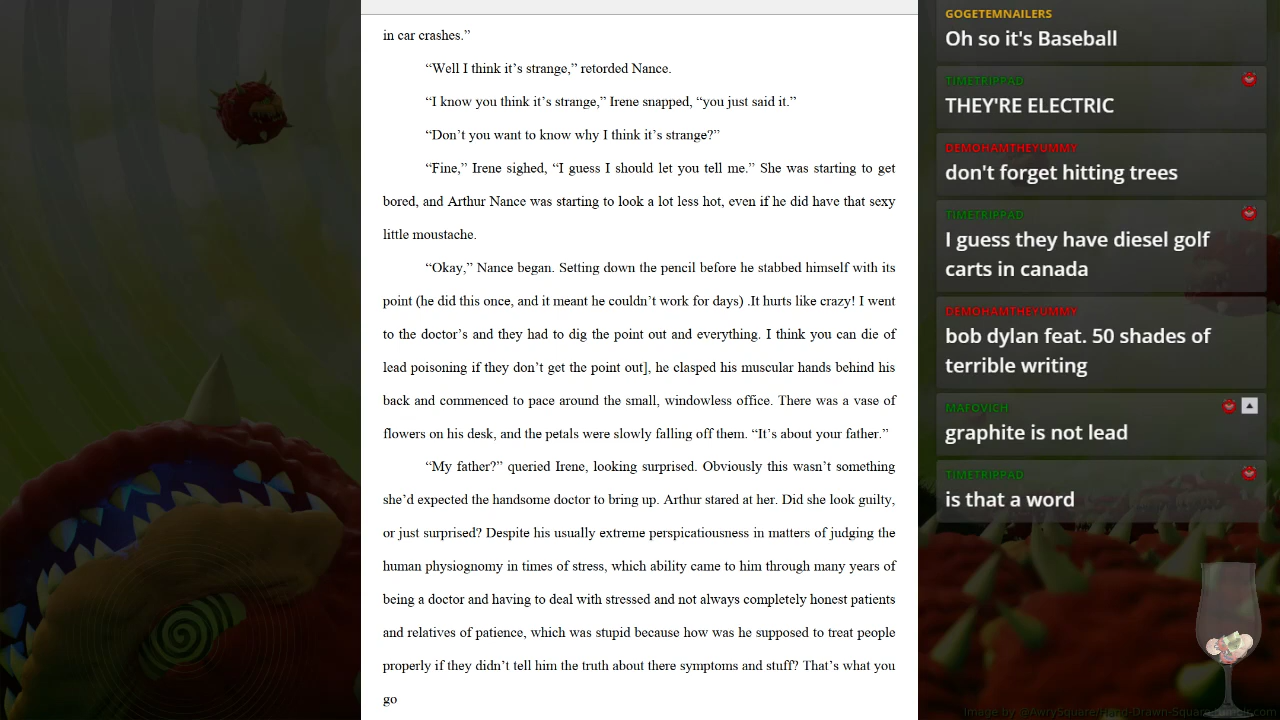 in car crashes.”
“Well I think it’s strange,” retorded Nance.
“I know you think it’s strange,” Irene snapped, “you just said it.”
“Don’t you want to know why I think it’s strange?”
“Fine,” Irene sighed, “I guess I should let you tell me.” She was starting to get
bored, and Arthur Nance was starting to look a lot less hot, even if he did have that sexy
little moustache.
“Okay,” Nance began. Setting down the pencil before he stabbed himself with its
point (he did this once, and it meant he couldn’t work for days) .It hurts like crazy! I went
to the doctor’s and they had to dig the point out and everything. I think you can die of
lead poisoning if they don’t get the point out], he clasped his muscular hands behind his
back and commenced to pace around the small, windowless office. There was a vase of
flowers on his desk, and the petals were slowly falling off them. “It’s about your father.”
“My father?” queried Irene, looking surprised. Obviously this wasn’t something
she’d expected the handsome doctor to bring up. Arthur stared at her. Did she look guilty,
or just surprised? Despite his usually extreme perspicatiousness in matters of judging the
human physiognomy in times of stress, which ability came to him through many years of
being a doctor and having to deal with stressed and not always completely honest patients
and relatives of patience, which was stupid because how was he supposed to treat people
properly if they didn’t tell him the truth about there symptoms and stuff? That’s what you
go
GOGETEMNAILERS
Oh so it's Baseball
TIMETRIPPAD
THEY'RE ELECTRIC
DEMOHAMTHEYUMMY
don't forget hitting trees
TIMETRIPPAD
I guess they have diesel golf
carts in canada
DEMOHAMTHEYUMMY
bob dylan feat. 50 shades of
terrible writing
MAFOVICH
graphite is not lead
TIMETRIPPAD
is that a word